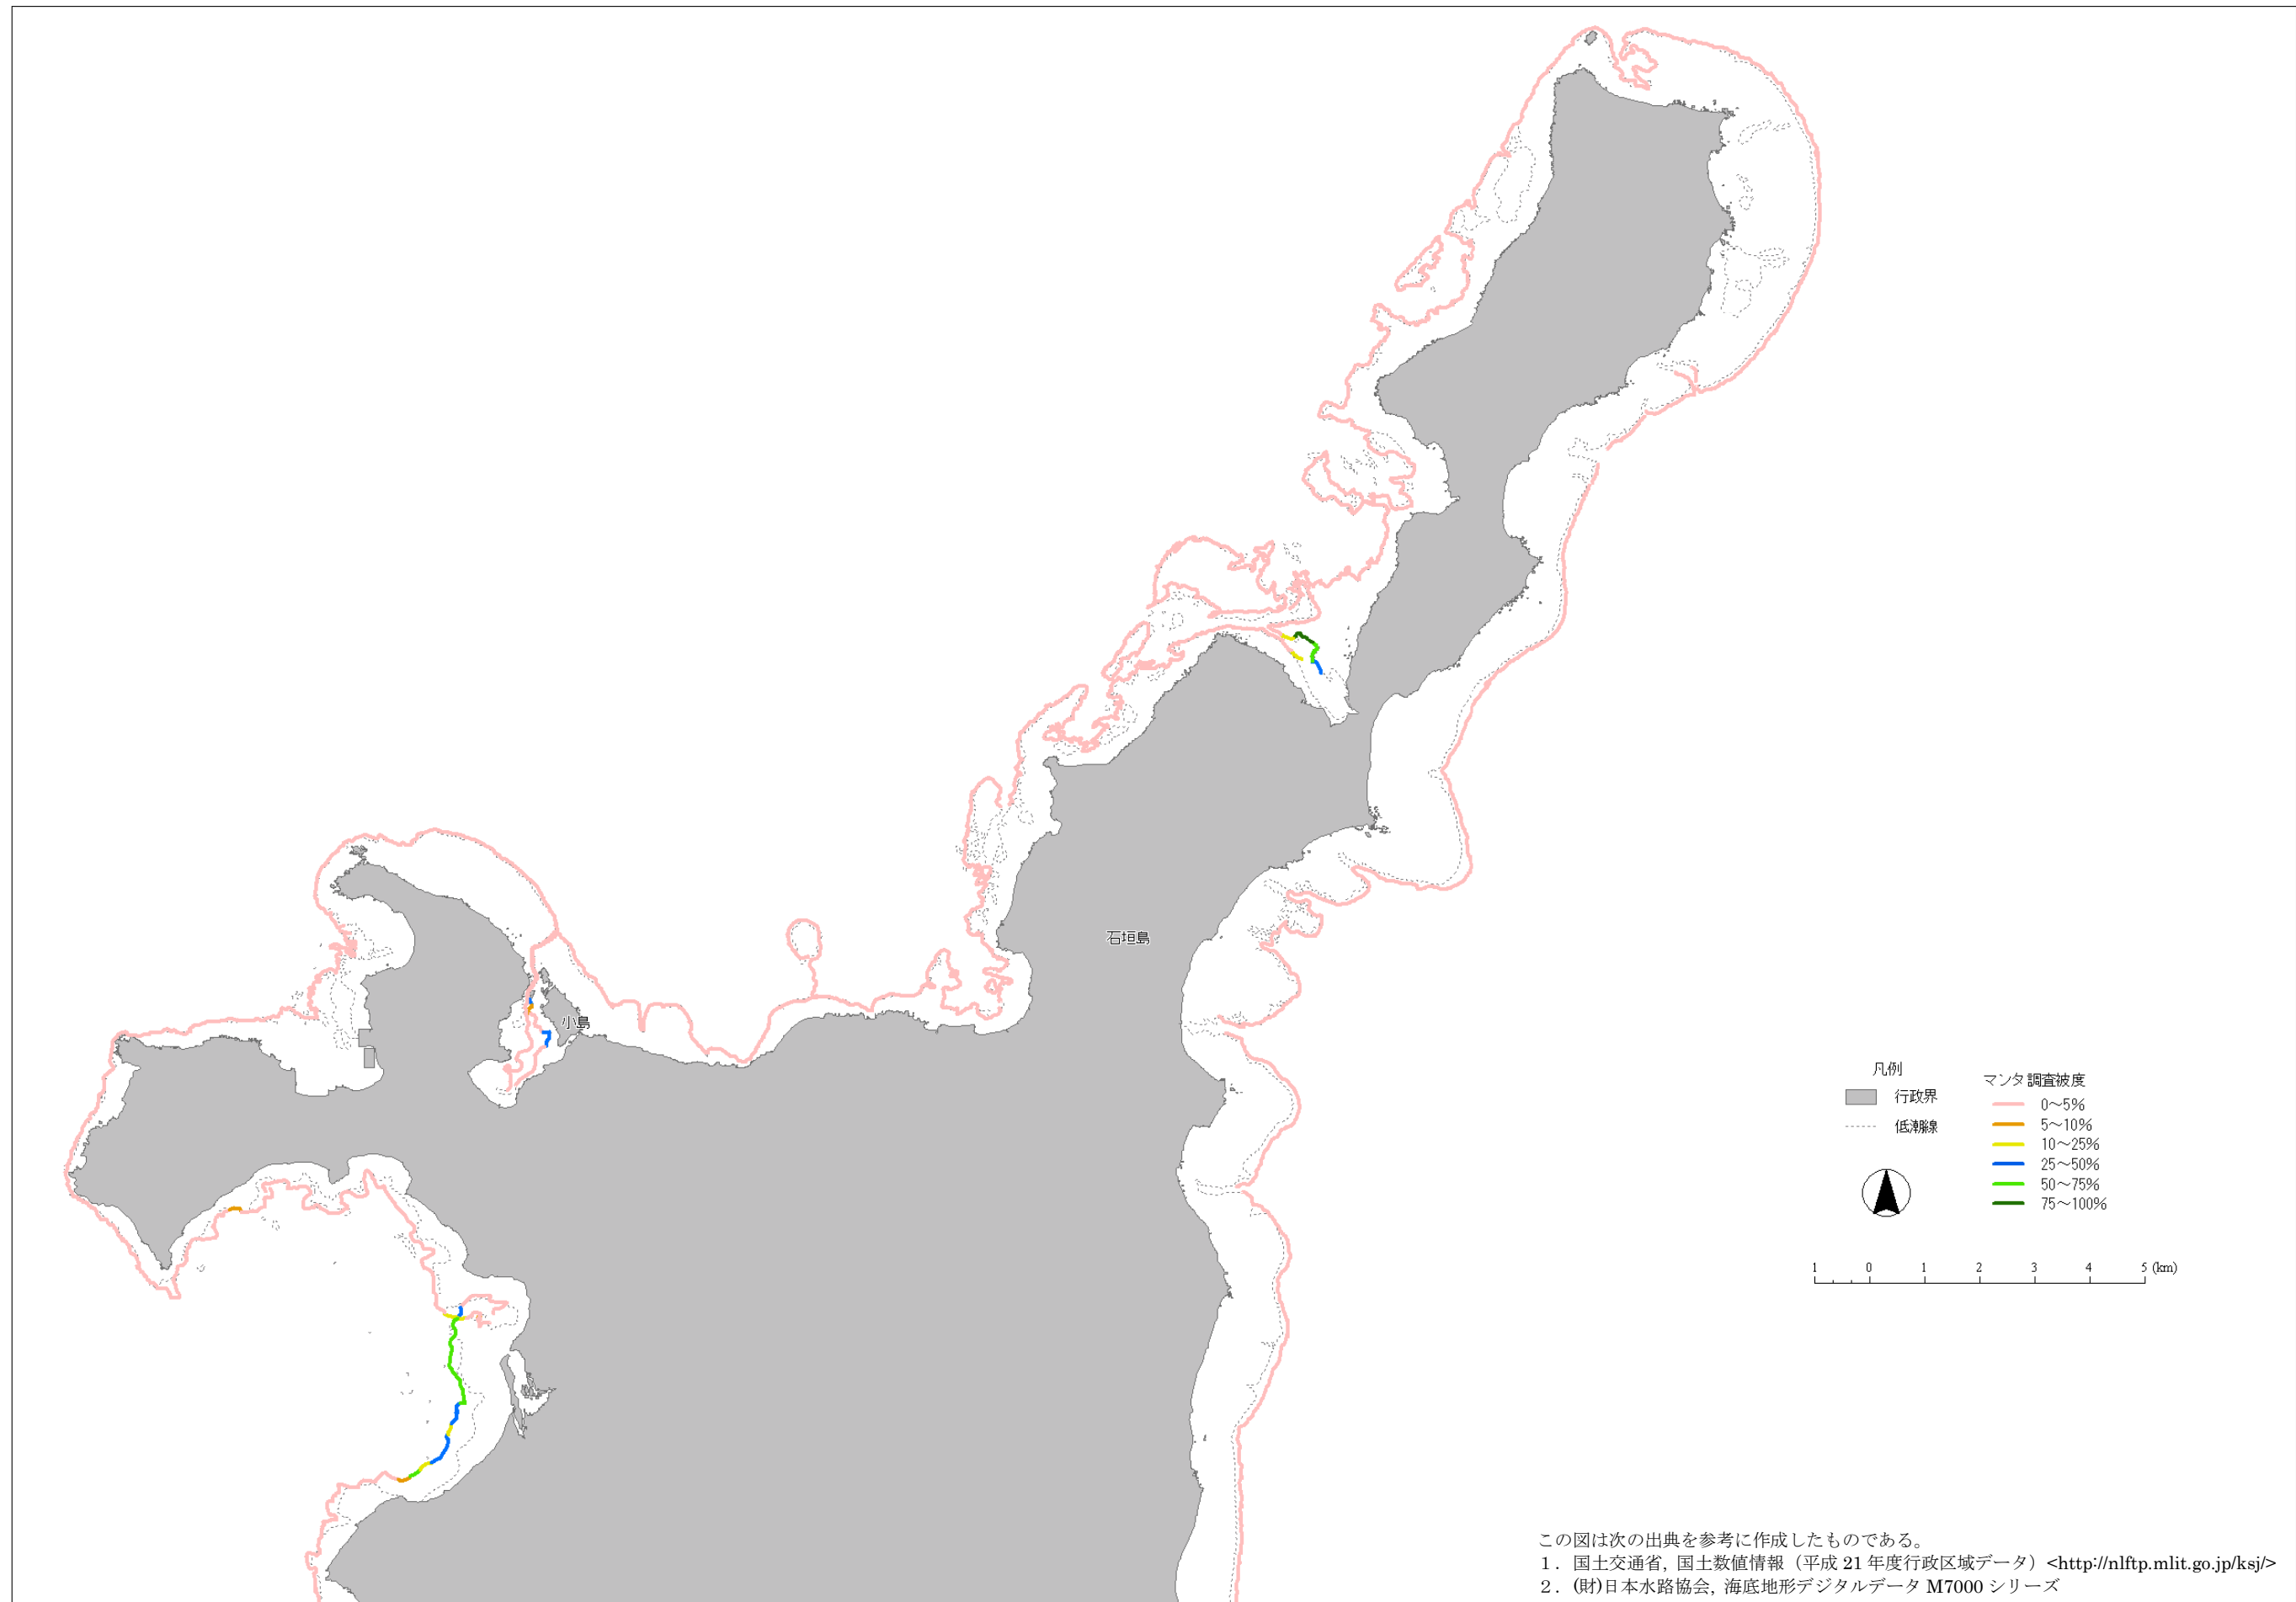 石垣島
小島
凡例
行政界
低潮線
マンタ調査被度
0～5%
5～10%
10～25%
25～50%
50～75%
75～100%
1 0 1 2 3 4 5 (km)
この図は次の出典を参考に作成したものである。
1．国土交通省, 国土数値情報（平成 21 年度行政区域データ）<http://nlftp.mlit.go.jp/ksj/>
2．(財)日本水路協会, 海底地形デジタルデータ M7000 シリーズ